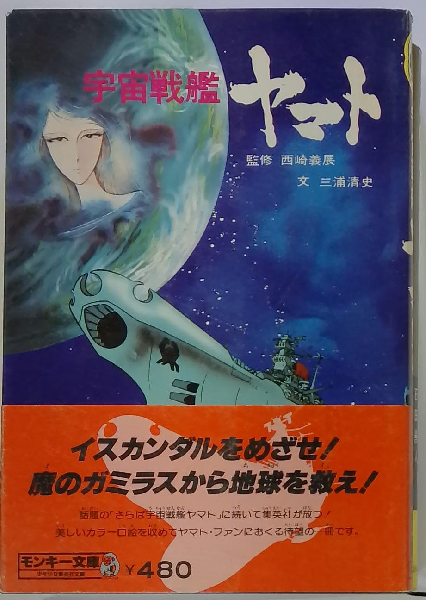 宇宙戦艦
ヤマト
監修 西崎義展
文 三浦清史
イスカンダルをめざせ!
魔のガミラスから地球を救え!
話題の「さらば宇宙戦艦ヤマト」に続いて集英社が放つ!
美しいカラー口絵を収めてヤマト・ファンにおくる待望の一冊です。
モンキー文庫
¥480